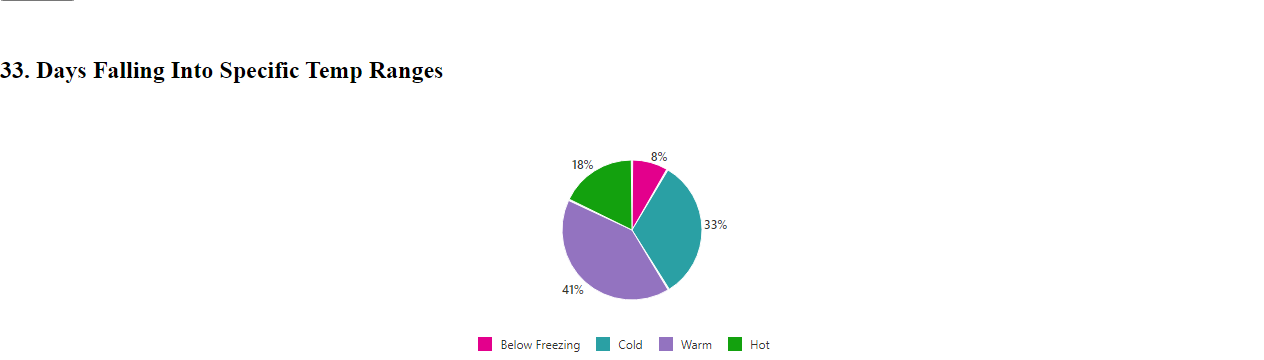 33. Days Falling Into Specific Temp Ranges
8%
18%
33%
41%
Below Freezing Cold Warm Hot